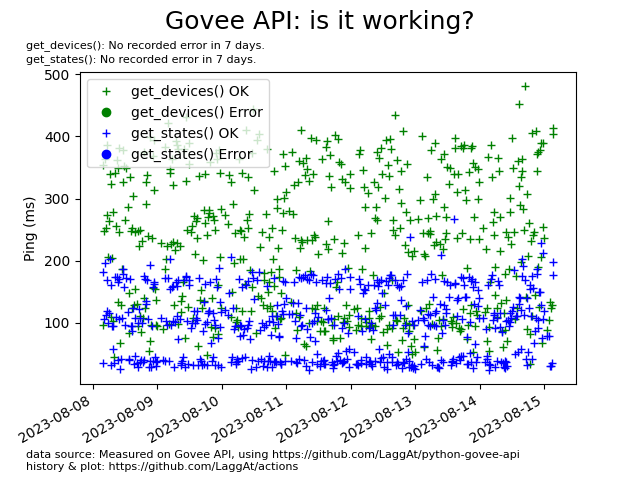 Govee API: is it working?
get_devices(): No recorded error in 7 days.
get_states(): No recorded error in 7 days.
500
400
300
200
100
Ping (ms)
get_devices() OK
get_devices() Error
get_states() OK
get_states() Error
2023-08-08
2023-08-09
2023-08-10
2023-08-11
2023-08-12
2023-08-13
2023-08-14
2023-08-15
data source: Measured on Govee API, using https://github.com/LaggAt/python-govee-api
history & plot: https://github.com/LaggAt/actions